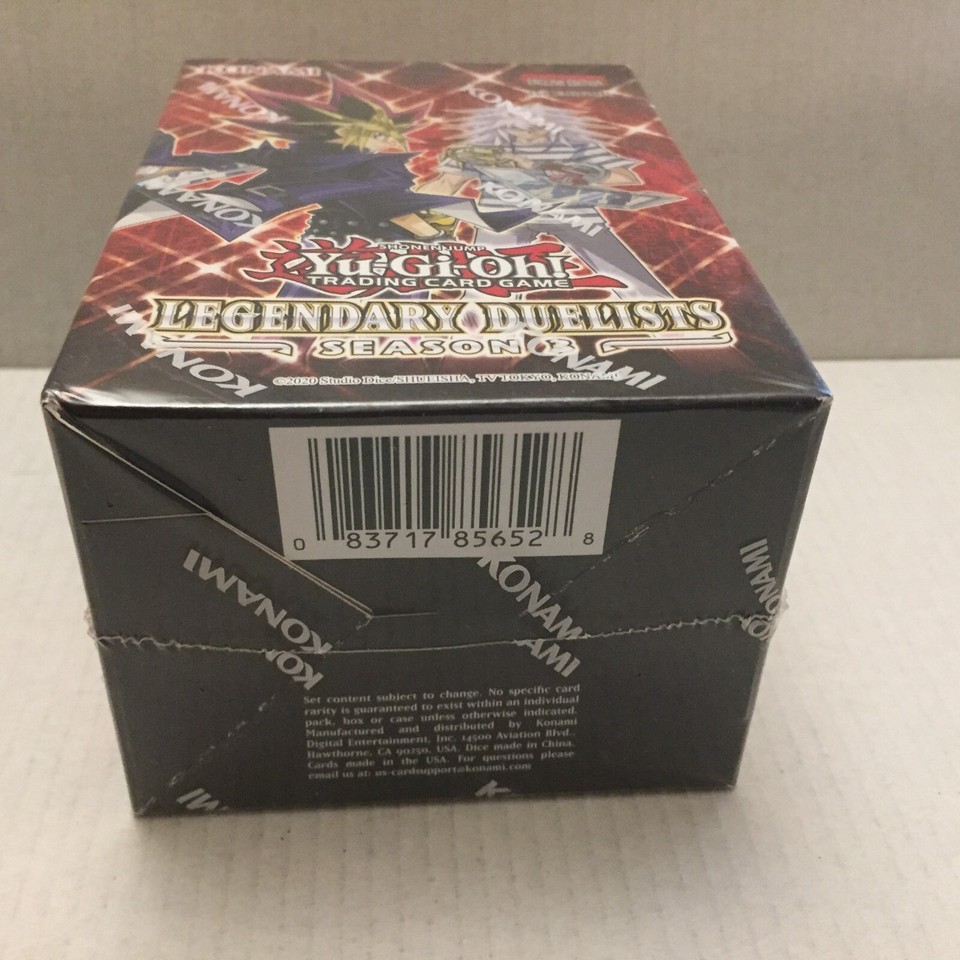 KONAMI
KONAMI
KONAMI
KONAMI
KONAMI
SHONEN JUMP
Yu-Gi-Oh!
TRADING CARD GAME
LEGENDARY DUELISTS
SEASON
KONAMI
KONAMI
©2020 Studio Dice/SHUEISHA, TV TOKYO, KONAMI
0 83717 85652 8
KONAMI
KONAMI
KONAMI
KONAMI
Set content subject to change. No specific card
rarity is guaranteed to exist within an individual
pack, box or case unless otherwise indicated.
Manufactured and distributed by Konami
Digital Entertainment, Inc. 14500 Aviation Blvd.,
Hawthorne, CA 90250, USA. Dice made in China.
Cards made in the USA. For questions please
email us at: us-cardsupport@konami.com